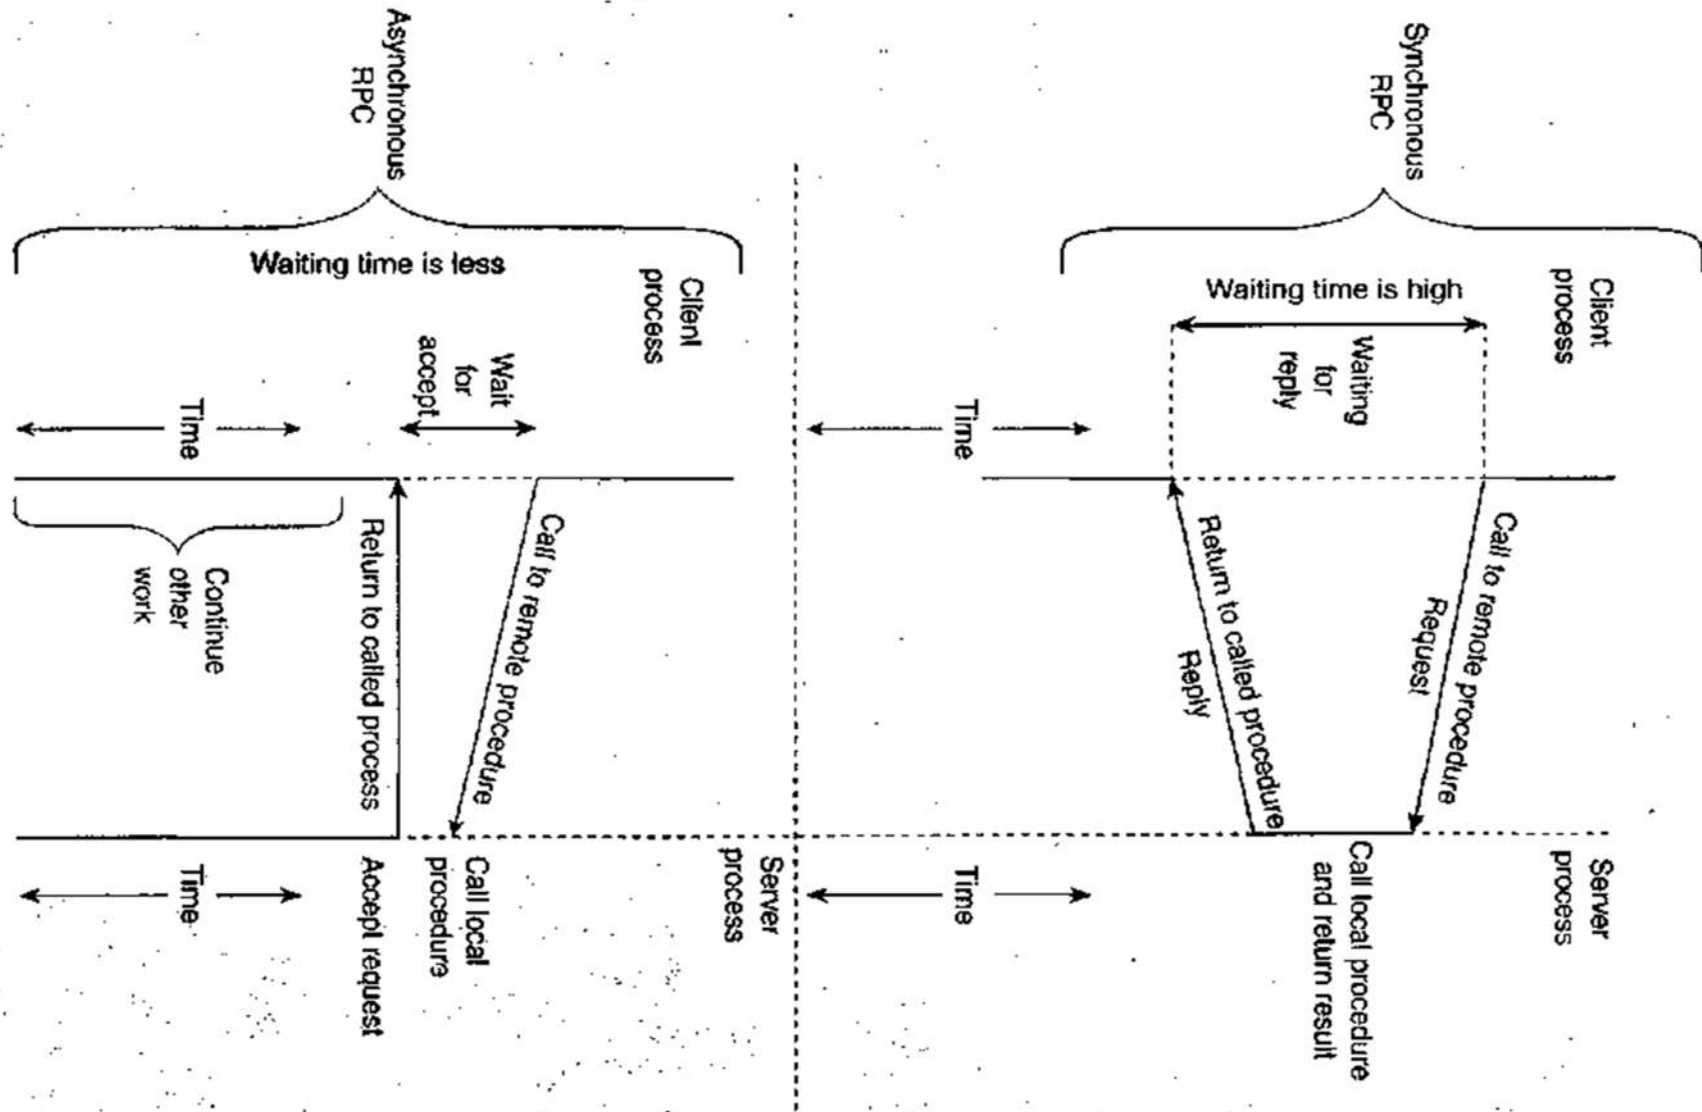 Synchronous
RPC
Client
process
Waiting time is high
Waiting
for
reply
Time
Call to remote procedure
Request
Return to called procedure
Reply
Server
process
Call local procedure
and return result
Time
Asynchronous
RPC
Waiting time is less
Client
process
Wait
for
accept
Time
Call to remote procedure
Return to called process
Continue
other
work
Server
process
Call local
procedure
Accept request
Time